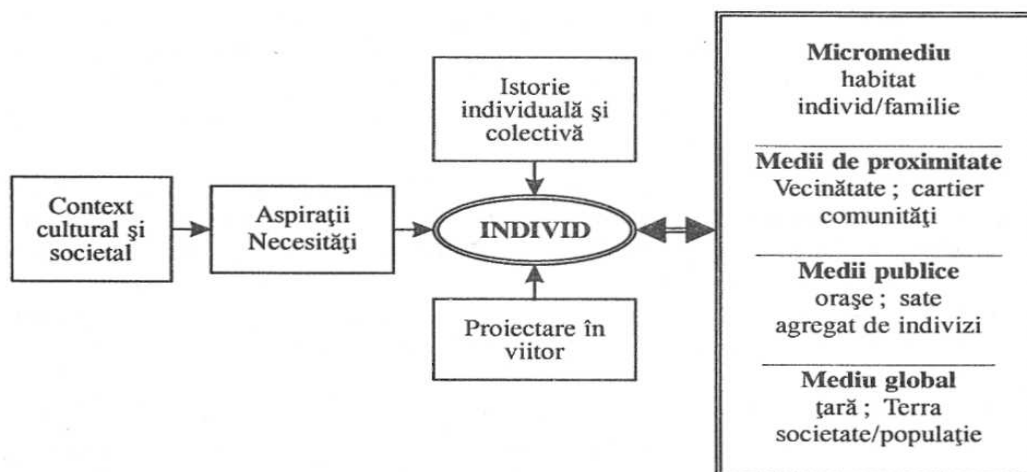 Context
cultural şi
societal
Aspiraţii
Necesităţi
Istorie
individuală şi
colectivă
INDIVID
Proiectare în
viitor
Micromediu
habitat
individ/familie
Medii de proximitate
Vecinătate ; cartier
comunităţi
Medii publice
oraşe ; sate
agregat de indivizi
Mediu global
ţară ; Terra
societate/populaţie